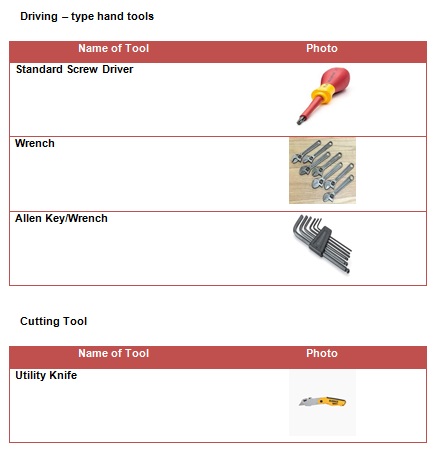 Driving – type hand tools
Name of Tool Photo
Standard Screw Driver
Wrench
Allen Key/Wrench
Cutting Tool
Name of Tool Photo
Utility Knife